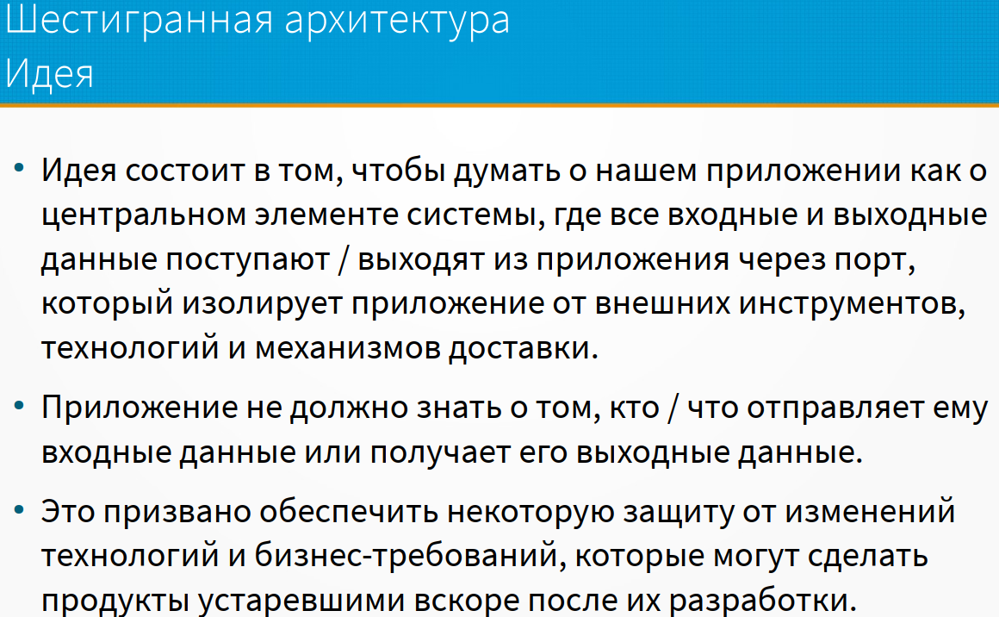 Шестигранная архитектура
Идея
• Идея состоит в том, чтобы думать о нашем приложении как о
центральном элементе системы, где все входные и выходные
данные поступают / выходят из приложения через порт,
который изолирует приложение от внешних инструментов,
технологий и механизмов доставки.
• Приложение не должно знать о том, кто / что отправляет ему
входные данные или получает его выходные данные.
• Это призвано обеспечить некоторую защиту от изменений
технологий и бизнес-требований, которые могут сделать
продукты устаревшими вскоре после их разработки.